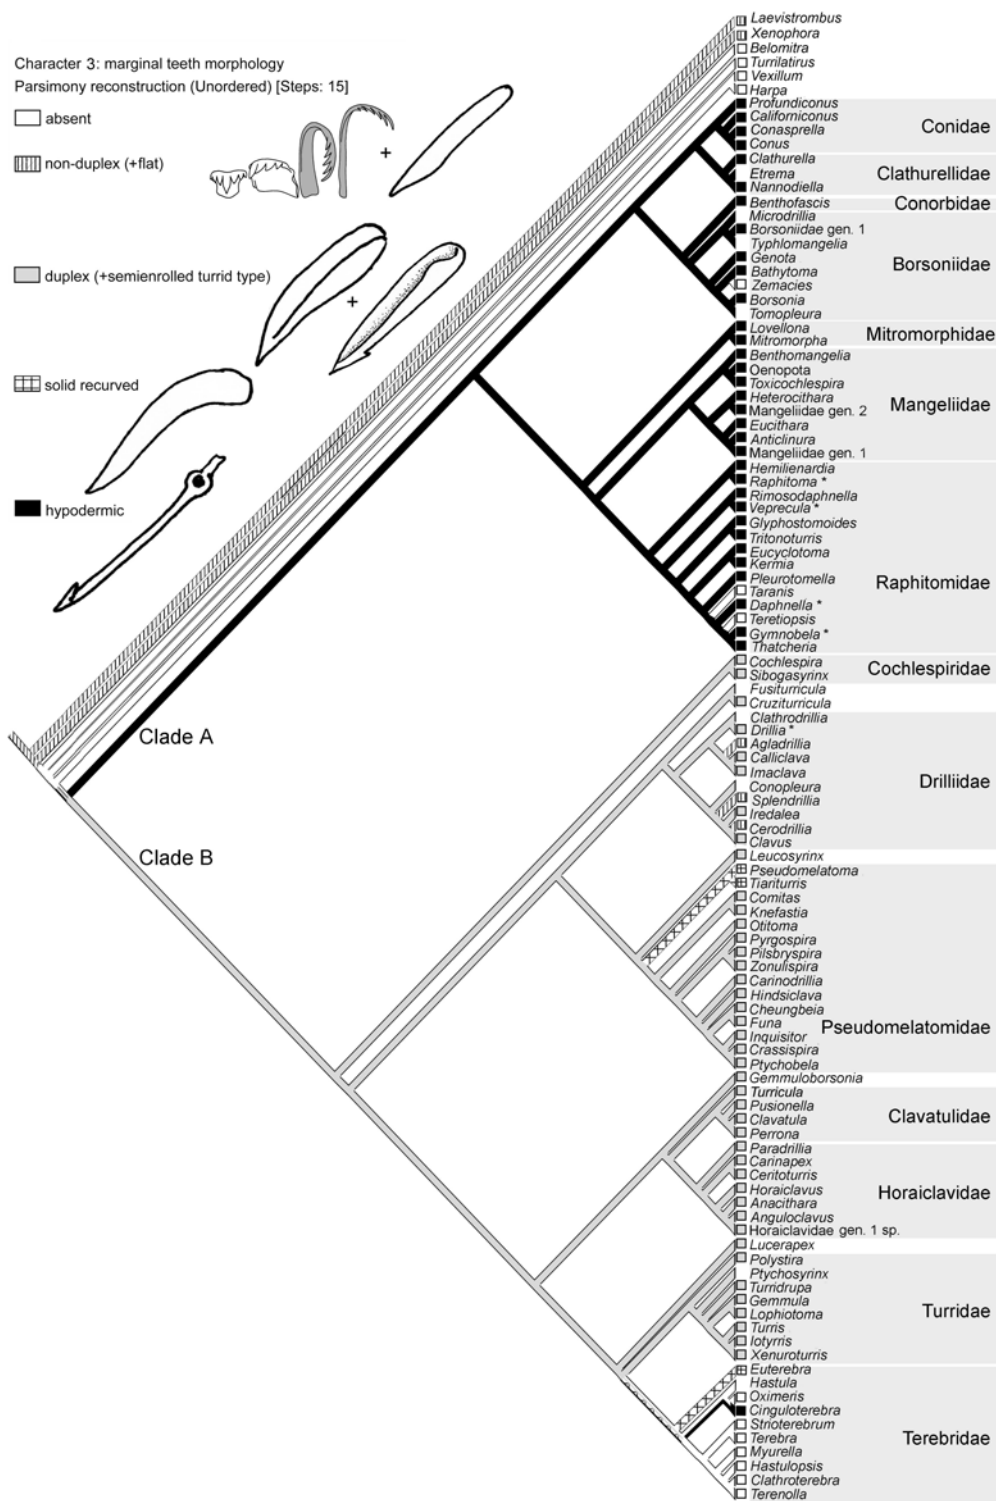 Character 3: marginal teeth morphology
Parsimony reconstruction (Unordered) [Steps: 15]
absent
non-duplex (+flat)
+
duplex (+semienrolled turrid type)
+
solid recurved
hypodermic
Clade A
Clade B
Laevistrombus
Xenophora
Belomitra
Turrilatirus
Vexillum
Harpa
Profundiconus
Californiconus
Conasprella
Conus
Conidae
Clathurella
Etrema
Nannodiella
Clathurellidae
Benthofascis
Conorbidae
Microdrillia
Borsoniidae gen. 1
Typhlomangelia
Genota
Bathytoma
Zemacies
Borsonia
Tomopleura
Borsoniidae
Lovellona
Mitromorpha
Mitromorphidae
Benthomangelia
Oenopota
Toxicochlespira
Heterocithara
Mangeliidae gen. 2
Eucithara
Anticlinura
Mangeliidae gen. 1
Mangeliidae
Hemilienardia
Raphitoma *
Rimosodaphnella
Veprecula *
Glyphostomoides
Tritonoturris
Eucyclotoma
Kermia
Pleurotomella
Taranis
Daphnella *
Teretiopsis
Gymnobela *
Thatcheria
Raphitomidae
Cochlespira
Sibogasyrinx
Cochlespiridae
Fusiturricula
Cruziturricula
Clathrodrillia
Drillia *
Agladrillia
Calliclava
Imaclava
Conopleura
Splendrillia
Iredalea
Cerodrillia
Clavus
Drilliidae
Leucosyrinx
Pseudomelatoma
Tiariturris
Comitas
Knefastia
Otitoma
Pyrgospira
Pilsbryspira
Zonulispira
Carinodrillia
Hindsiclava
Cheungbeia
Funa
Inquisitor
Crassispira
Ptychobela
Pseudomelatomidae
Gemmuloborsonia
Turricula
Pusionella
Clavatula
Perrona
Clavatulidae
Paradrillia
Carinapex
Ceritoturris
Horaiclavus
Anacithara
Anguloclavus
Horaiclavidae gen. 1 sp.
Horaiclavidae
Lucerapex
Polystira
Ptychosyrinx
Turridrupa
Gemmula
Lophiotoma
Turris
Iotyrris
Xenuroturris
Turridae
Euterebra
Hastula
Oximeris
Cinguloterebra
Strioterebrum
Terebra
Myurella
Hastulopsis
Clathroterebra
Terenolla
Terebridae